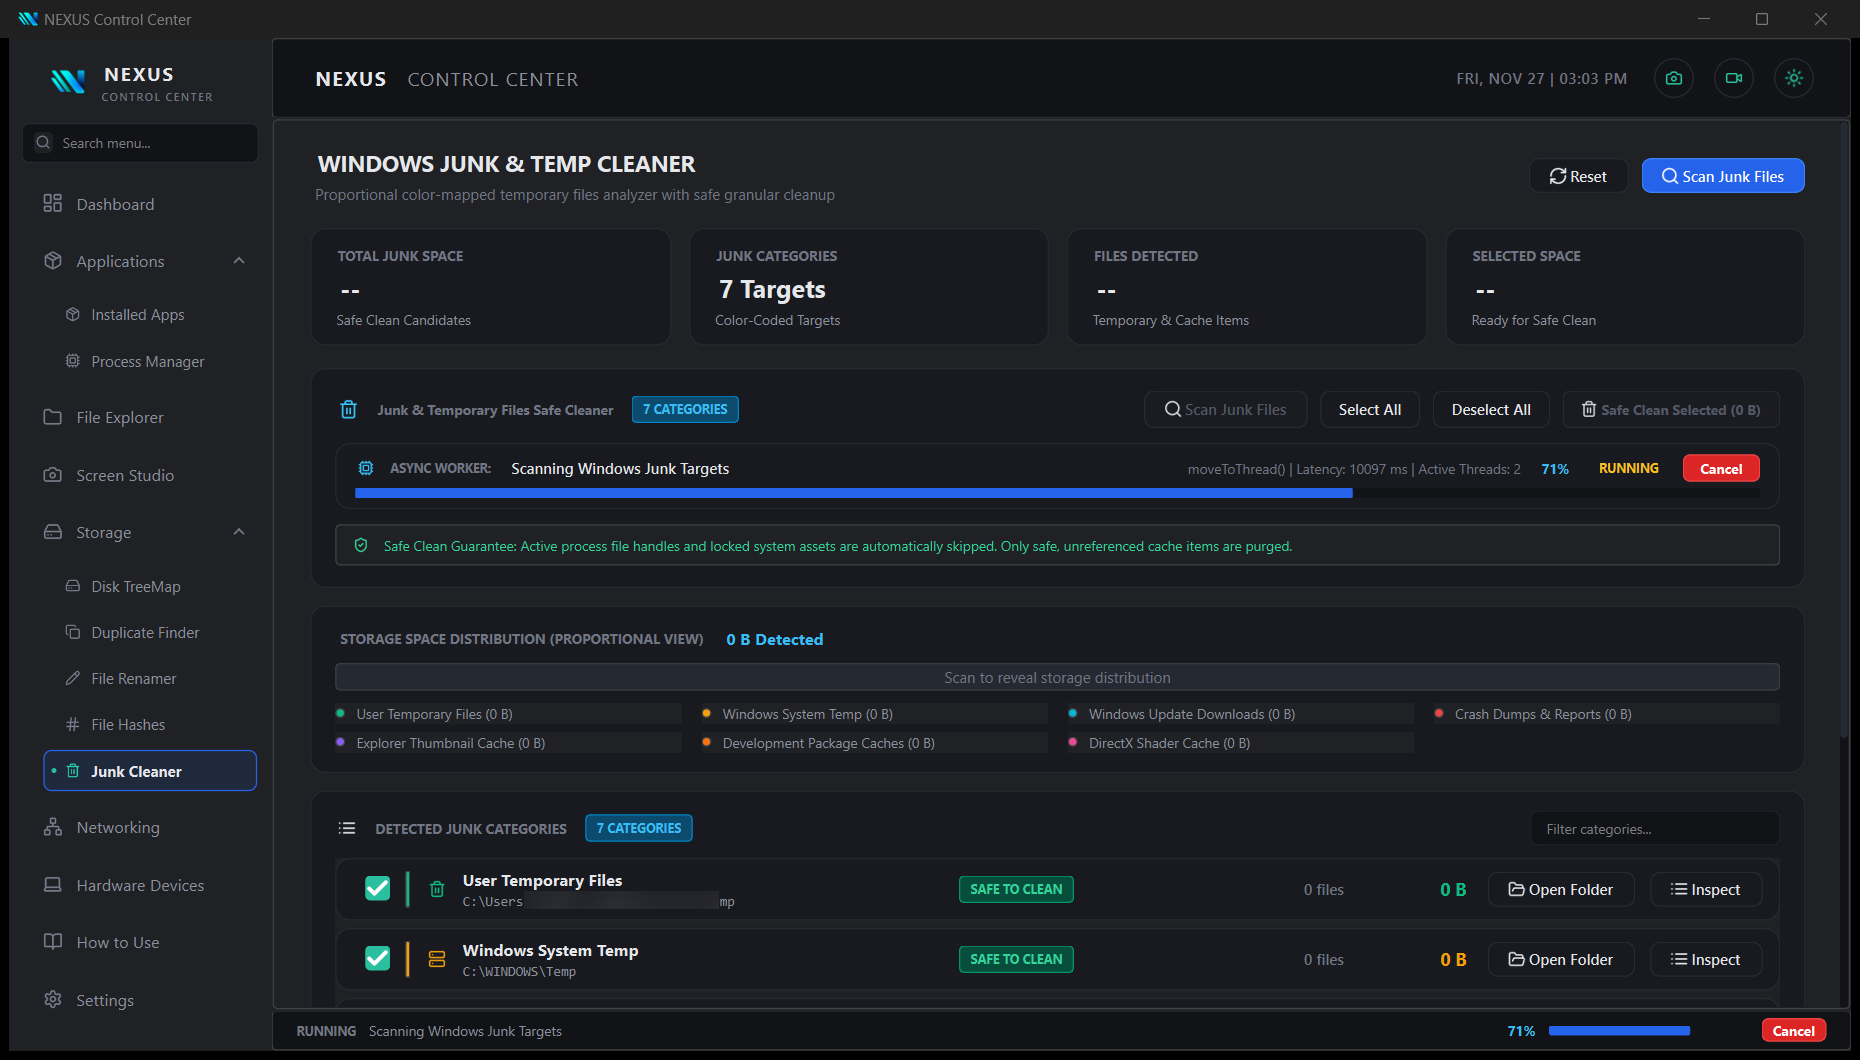 NEXUS Control Center
NEXUS
CONTROL CENTER
Search menu...
Dashboard
Applications
Installed Apps
Process Manager
File Explorer
Screen Studio
Storage
Disk TreeMap
Duplicate Finder
File Renamer
File Hashes
Junk Cleaner
Networking
Hardware Devices
How to Use
Settings
NEXUS CONTROL CENTER
FRI, NOV 27 | 03:03 PM
WINDOWS JUNK & TEMP CLEANER
Proportional color-mapped temporary files analyzer with safe granular cleanup
Reset
Scan Junk Files
TOTAL JUNK SPACE
--
Safe Clean Candidates
JUNK CATEGORIES
7 Targets
Color-Coded Targets
FILES DETECTED
--
Temporary & Cache Items
SELECTED SPACE
--
Ready for Safe Clean
Junk & Temporary Files Safe Cleaner 7 CATEGORIES
Scan Junk Files
Select All
Deselect All
Safe Clean Selected (0 B)
ASYNC WORKER: Scanning Windows Junk Targets
moveToThread() | Latency: 10097 ms | Active Threads: 2 71% RUNNING Cancel
Safe Clean Guarantee: Active process file handles and locked system assets are automatically skipped. Only safe, unreferenced cache items are purged.
STORAGE SPACE DISTRIBUTION (PROPORTIONAL VIEW) 0 B Detected
Scan to reveal storage distribution
User Temporary Files (0 B)
Windows System Temp (0 B)
Windows Update Downloads (0 B)
Crash Dumps & Reports (0 B)
Explorer Thumbnail Cache (0 B)
Development Package Caches (0 B)
DirectX Shader Cache (0 B)
DETECTED JUNK CATEGORIES 7 CATEGORIES
Filter categories...
User Temporary Files
C:\Users mp
SAFE TO CLEAN
0 files
0 B
Open Folder
Inspect
Windows System Temp
C:\WINDOWS\Temp
SAFE TO CLEAN
0 files
0 B
Open Folder
Inspect
RUNNING Scanning Windows Junk Targets
71%
Cancel